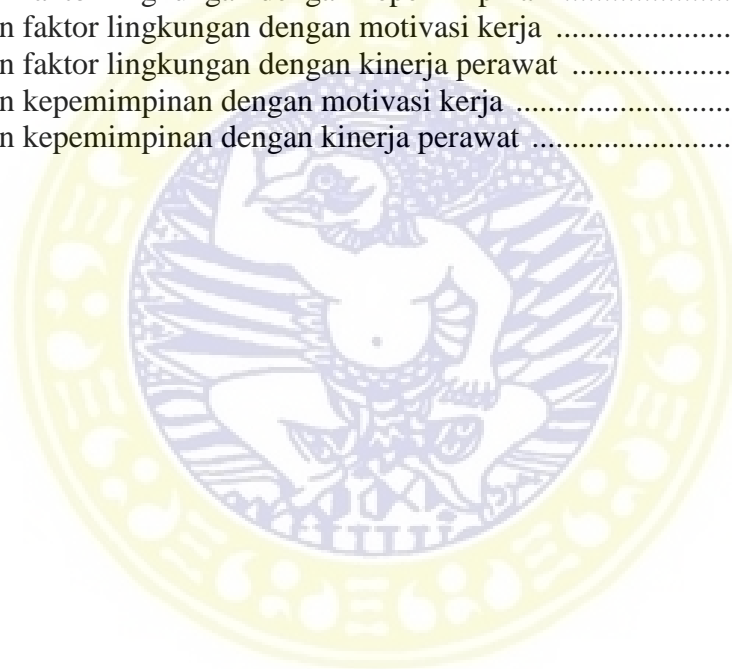 n faktor lingkungan dengan motivasi kerja ......................
n faktor lingkungan dengan kinerja perawat ....................
n kepemimpinan dengan motivasi kerja ...........................
n kepemimpinan dengan kinerja perawat .........................